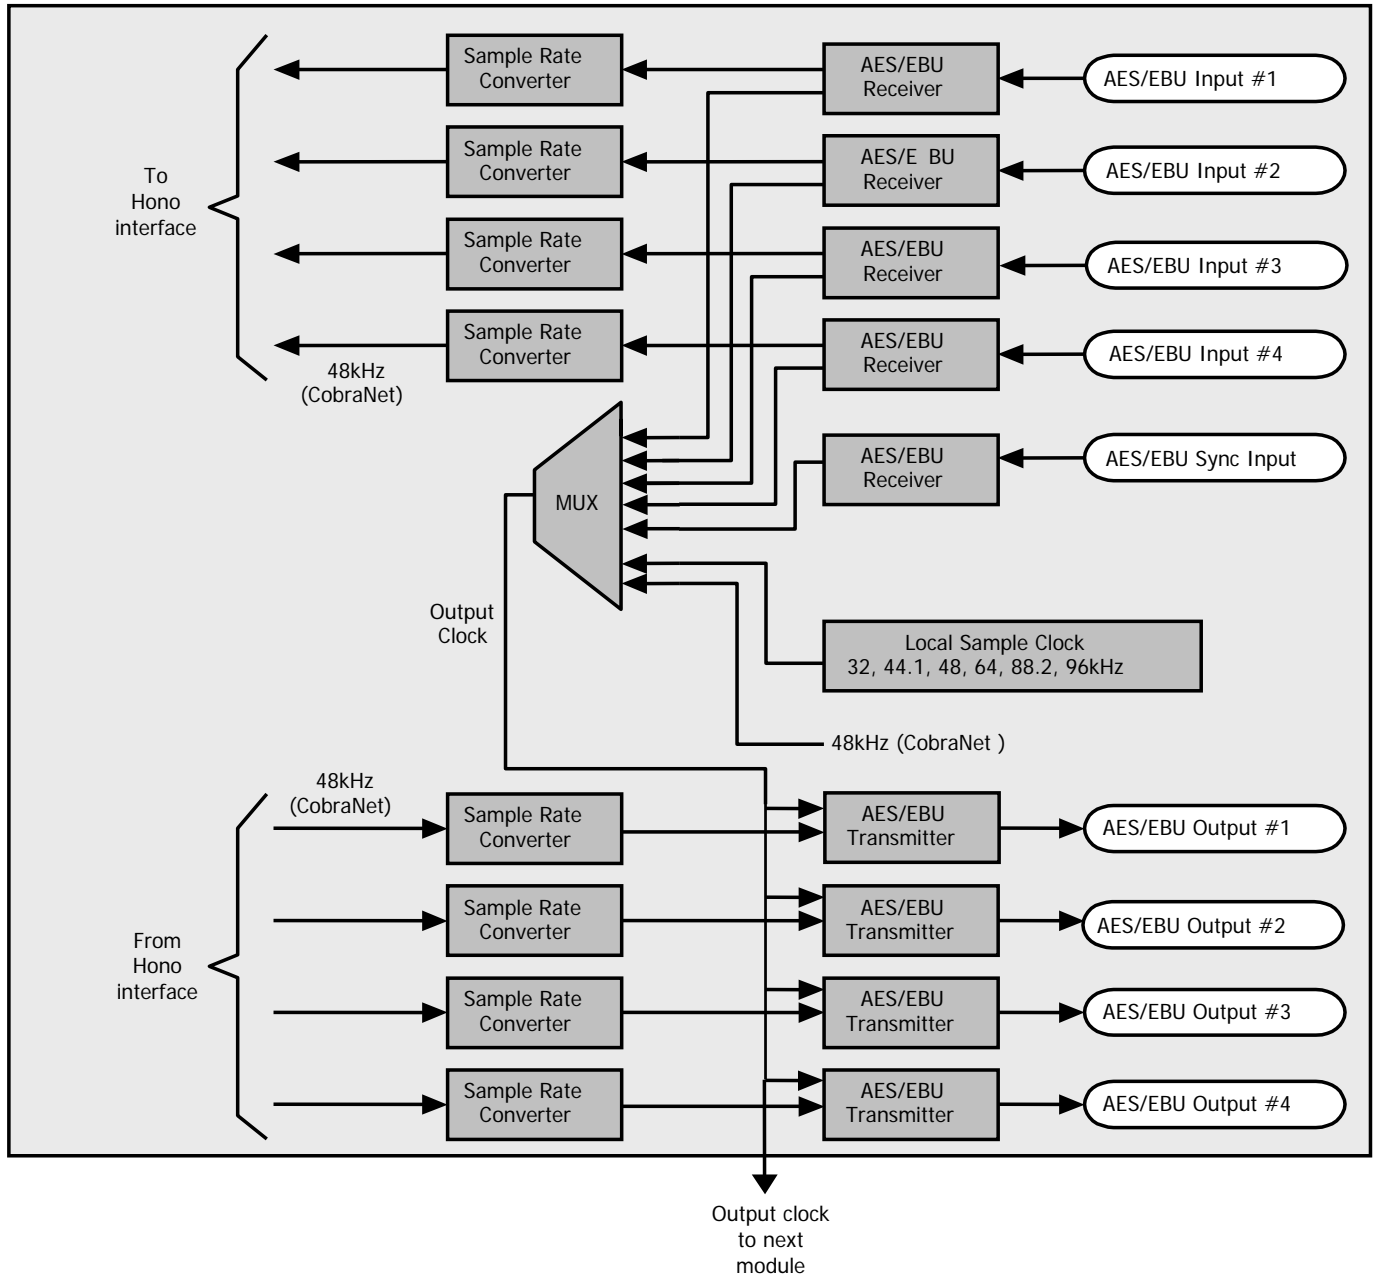 Sample Rate
Converter
AES/EBU
Receiver
AES/EBU Input #1
Sample Rate
Converter
AES/E BU
Receiver
AES/EBU Input #2
To
Hono
interface
Sample Rate
Converter
AES/EBU
Receiver
AES/EBU Input #3
Sample Rate
Converter
AES/EBU
Receiver
AES/EBU Input #4
48kHz
(CobraNet)
AES/EBU
Receiver
AES/EBU Sync Input
MUX
Output
Clock
Local Sample Clock
32, 44.1, 48, 64, 88.2, 96kHz
48kHz (CobraNet )
48kHz
(CobraNet)
Sample Rate
Converter
AES/EBU
Transmitter
AES/EBU Output #1
Sample Rate
Converter
AES/EBU
Transmitter
AES/EBU Output #2
From
Hono
interface
Sample Rate
Converter
AES/EBU
Transmitter
AES/EBU Output #3
Sample Rate
Converter
AES/EBU
Transmitter
AES/EBU Output #4
Output clock
to next
module